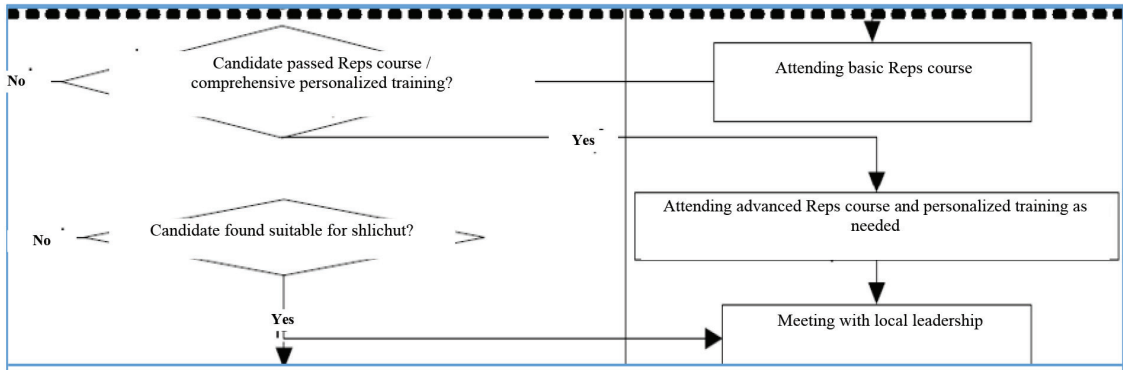 Candidate passed Reps course /
comprehensive personalized training?
No
Attending basic Reps course
Yes
Attending advanced Reps course and personalized training as
needed
Candidate found suitable for shlichut?
No
Yes
Meeting with local leadership